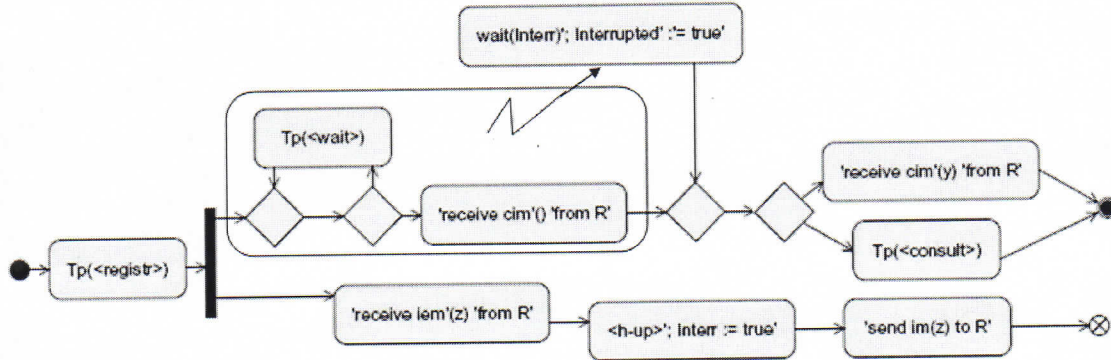 wait(Interr)'; Interrupted' :'= true'
Tp(<wait>)
'receive cim'() 'from R'
'receive cim'(y) 'from R'
Tp(<consult>)
Tp(<registr>)
'receive iem'(z) 'from R'
<h-up>'; Interr := true'
'send im(z) to R'